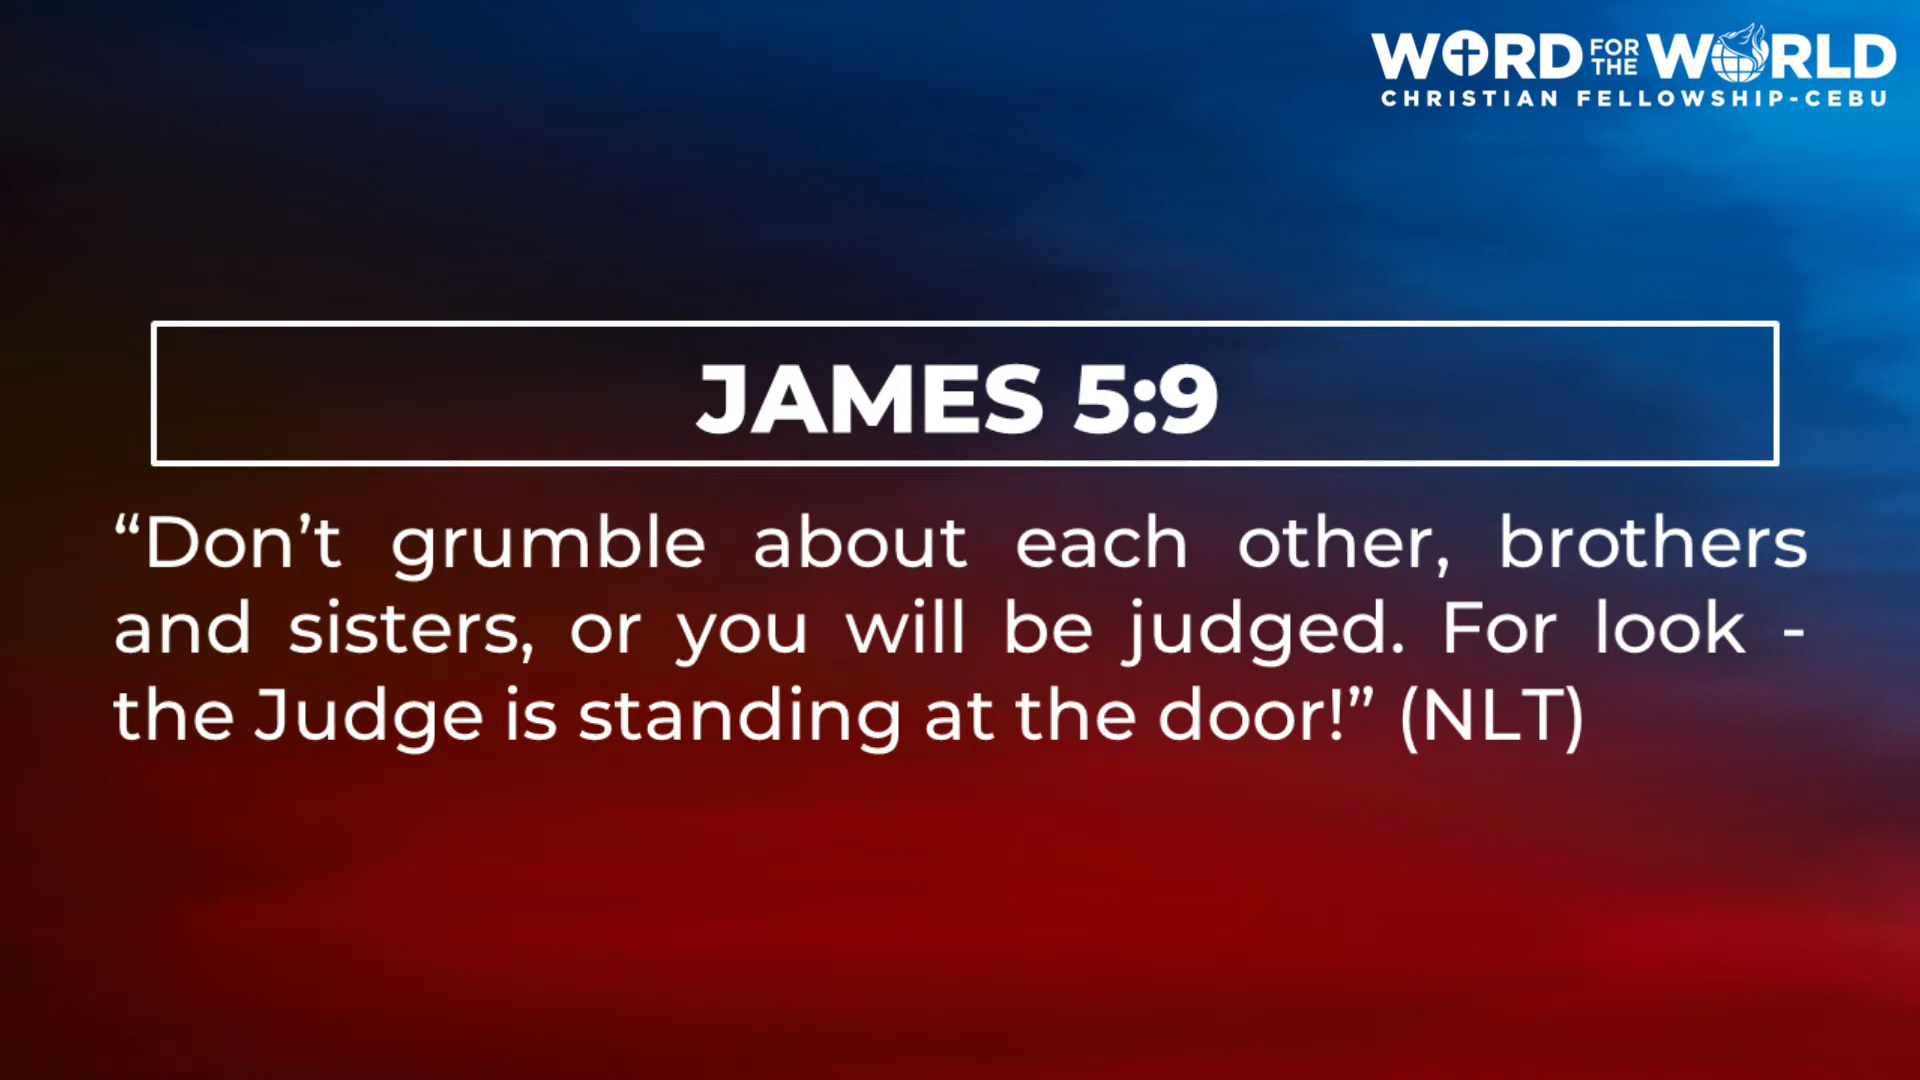 WORD FOR THE WORLD
CHRISTIAN FELLOWSHIP-CEBU
JAMES 5:9
“Don’t grumble about each other, brothers
and sisters, or you will be judged. For look -
the Judge is standing at the door!” (NLT)